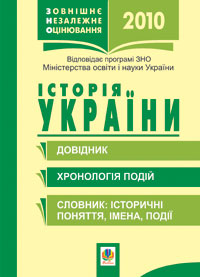 ЗОВНІШНЄ
НЕЗАЛЕЖНЕ
ОЦІНЮВАННЯ
2010
Відповідає програмі ЗНО
Міністерства освіти і науки України
ІСТОРІЯ
УКРАЇНИ
ДОВІДНИК
ХРОНОЛОГІЯ ПОДІЙ
СЛОВНИК: ІСТОРИЧНІ
ПОНЯТТЯ, ІМЕНА, ПОДІЇ